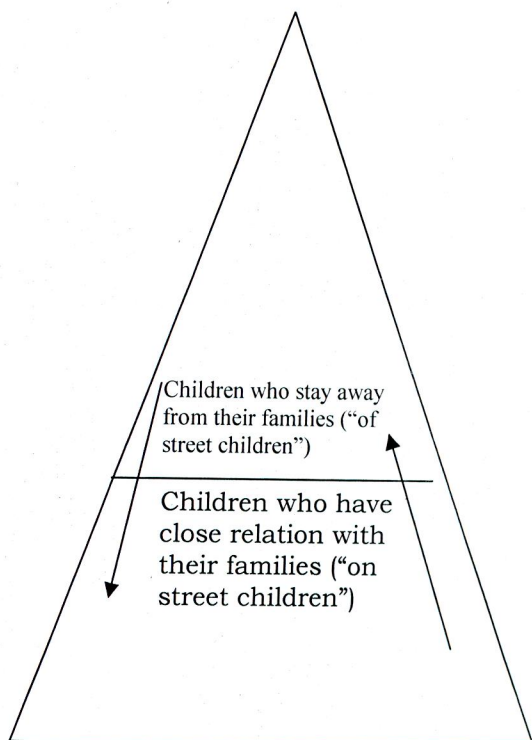 Children who stay away
from their families (“of
street children”)
Children who have
close relation with
their families (“on
street children”)